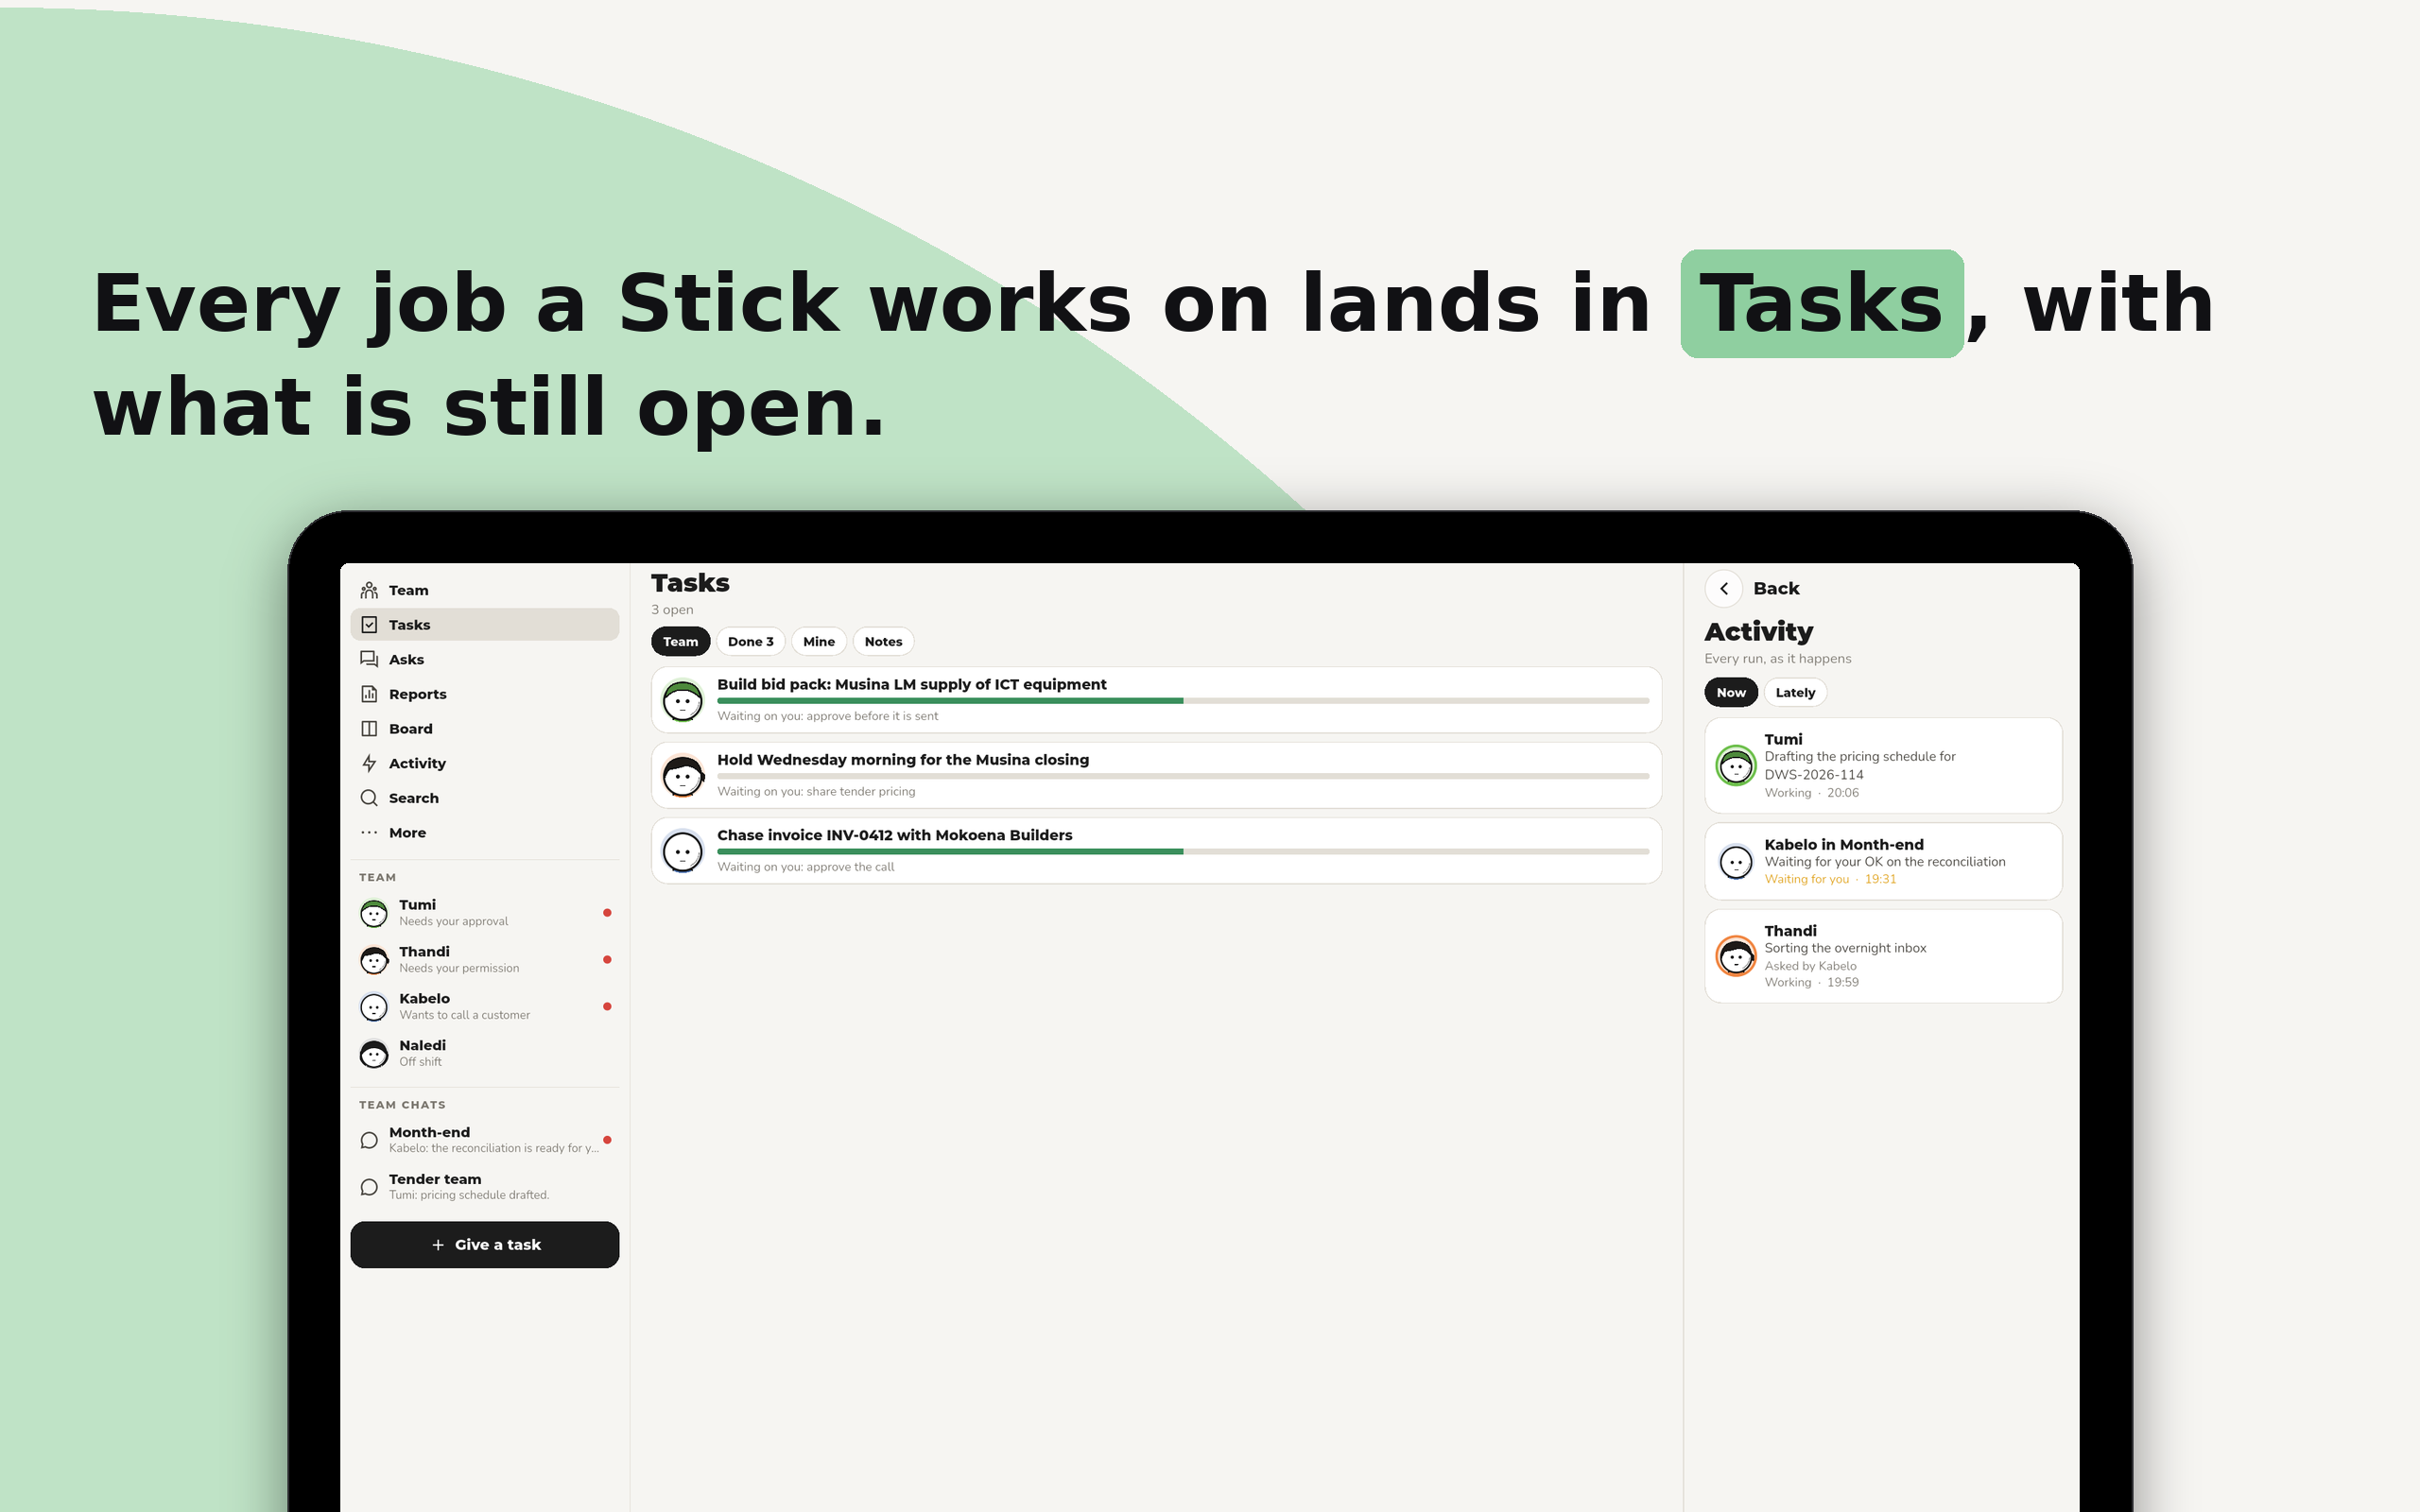 Every job a Stick works on lands in Tasks, with
what is still open.
Team
Tasks
Asks
Reports
Board
Activity
Search
More
TEAM
Tumi
Needs your approval
Thandi
Needs your permission
Kabelo
Wants to call a customer
Naledi
Off shift
TEAM CHATS
Month-end
Kabelo: the reconciliation is ready for y...
Tender team
Tumi: pricing schedule drafted.
+ Give a task
Tasks
3 open
Team Done 3 Mine Notes
Build bid pack: Musina LM supply of ICT equipment
Waiting on you: approve before it is sent
Hold Wednesday morning for the Musina closing
Waiting on you: share tender pricing
Chase invoice INV-0412 with Mokoena Builders
Waiting on you: approve the call
Back
Activity
Every run, as it happens
Now Lately
Tumi
Drafting the pricing schedule for
DWS-2026-114
Working · 20:06
Kabelo in Month-end
Waiting for your OK on the reconciliation
Waiting for you · 19:31
Thandi
Sorting the overnight inbox
Asked by Kabelo
Working · 19:59